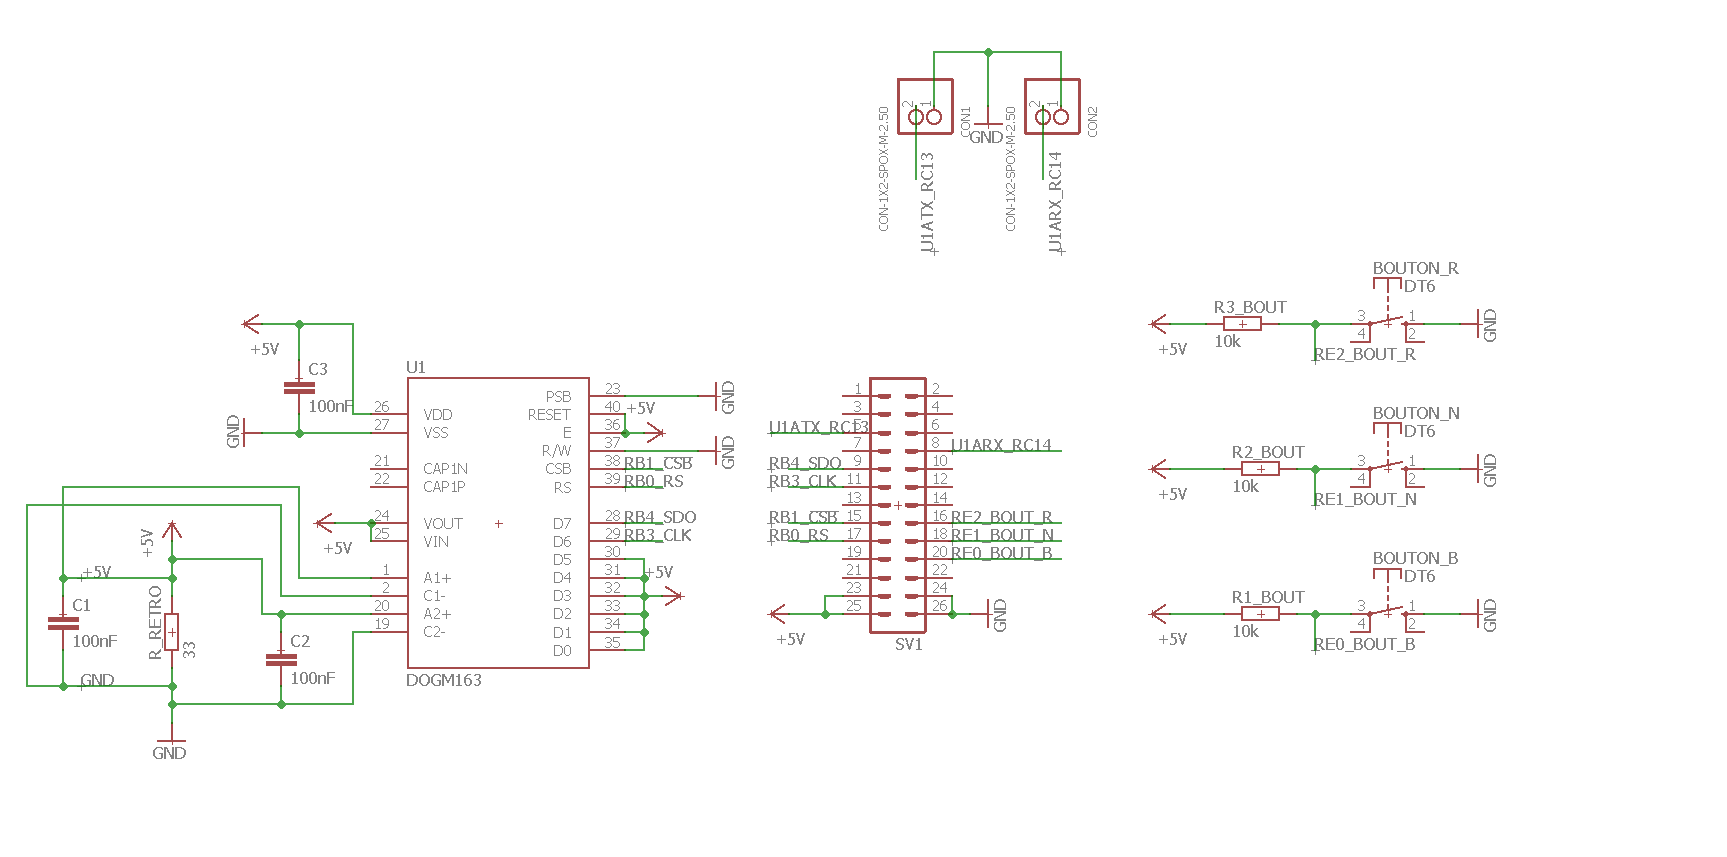 2
1
CON-1X2-SPOX-M-2.50
CON1
U1ATX_RC13
GND
2
1
CON-1X2-SPOX-M-2.50
CON2
U1ARX_RC14
+5V
C3
100nF
GND
U1
26 VDD
27 VSS
21 CAP1N
22 CAP1P
24 VOUT
25 VIN
1 A1+
2 C1-
20 A2+
19 C2-
PSB 23
RESET 40
E 36
R/W 37
CSB 38
RS 39
D7 28
D6 29
D5 30
D4 31
D3 32
D2 33
D1 34
D0 35
DOGM163
GND
+5V
GND
RB1_CSB
RB0_RS
RB4_SDO
RB3_CLK
+5V
+5V
+5V
+5V
C1
100nF
R_RETRO
33
C2
100nF
GND
GND
1 2
3 4
5 6
7 8
9 10
11 12
13 14
15 16
17 18
19 20
21 22
23 24
25 26
SV1
U1ATX_RC13
U1ARX_RC14
RB4_SDO
RB3_CLK
RB1_CSB
RB0_RS
RE2_BOUT_R
RE1_BOUT_N
RE0_BOUT_B
+5V
GND
BOUTON_R
DT6
R3_BOUT
10k
+5V
3 1
4 2
GND
RE2_BOUT_R
BOUTON_N
DT6
R2_BOUT
10k
+5V
3 1
4 2
GND
RE1_BOUT_N
BOUTON_B
DT6
R1_BOUT
10k
+5V
3 1
4 2
GND
RE0_BOUT_B